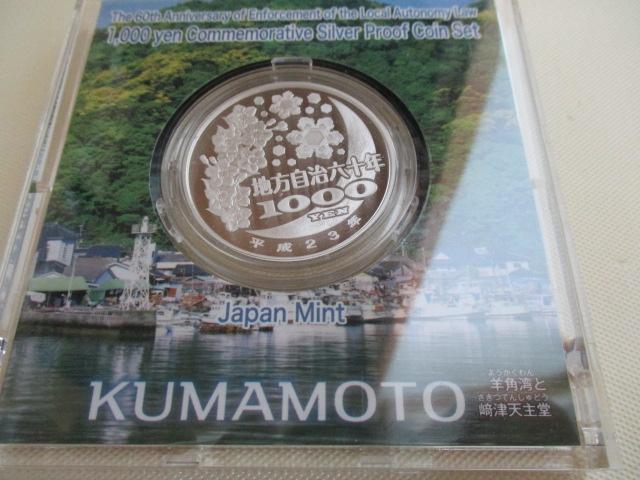 The 60th Anniversary of Enforcement of the Local Autonomy Law
1,000 yen Commemorative Silver Proof Coin Set
地方自治六十年
1000
YEN
平成23年
Japan Mint
KUMAMOTO
ようかくわん
羊角湾と
さきつてんしゅどう
﨑津天主堂